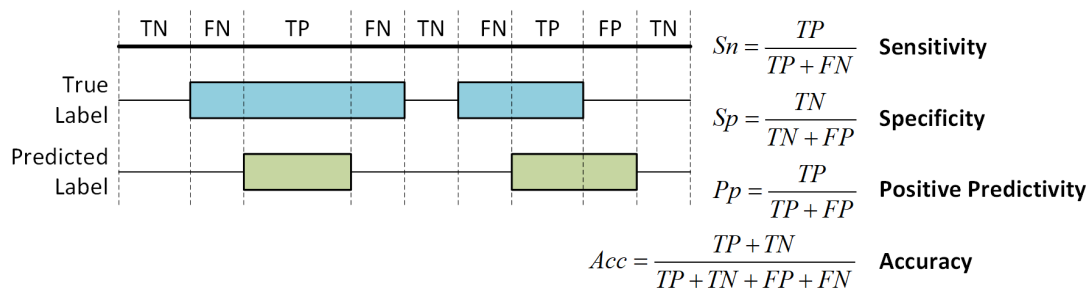 TN FN TP FN TN FN TP FP TN
True
Label
Predicted
Label
Sn = TP / (TP + FN) Sensitivity
Sp = TN / (TN + FP) Specificity
Pp = TP / (TP + FP) Positive Predictivity
Acc = (TP + TN) / (TP + TN + FP + FN) Accuracy